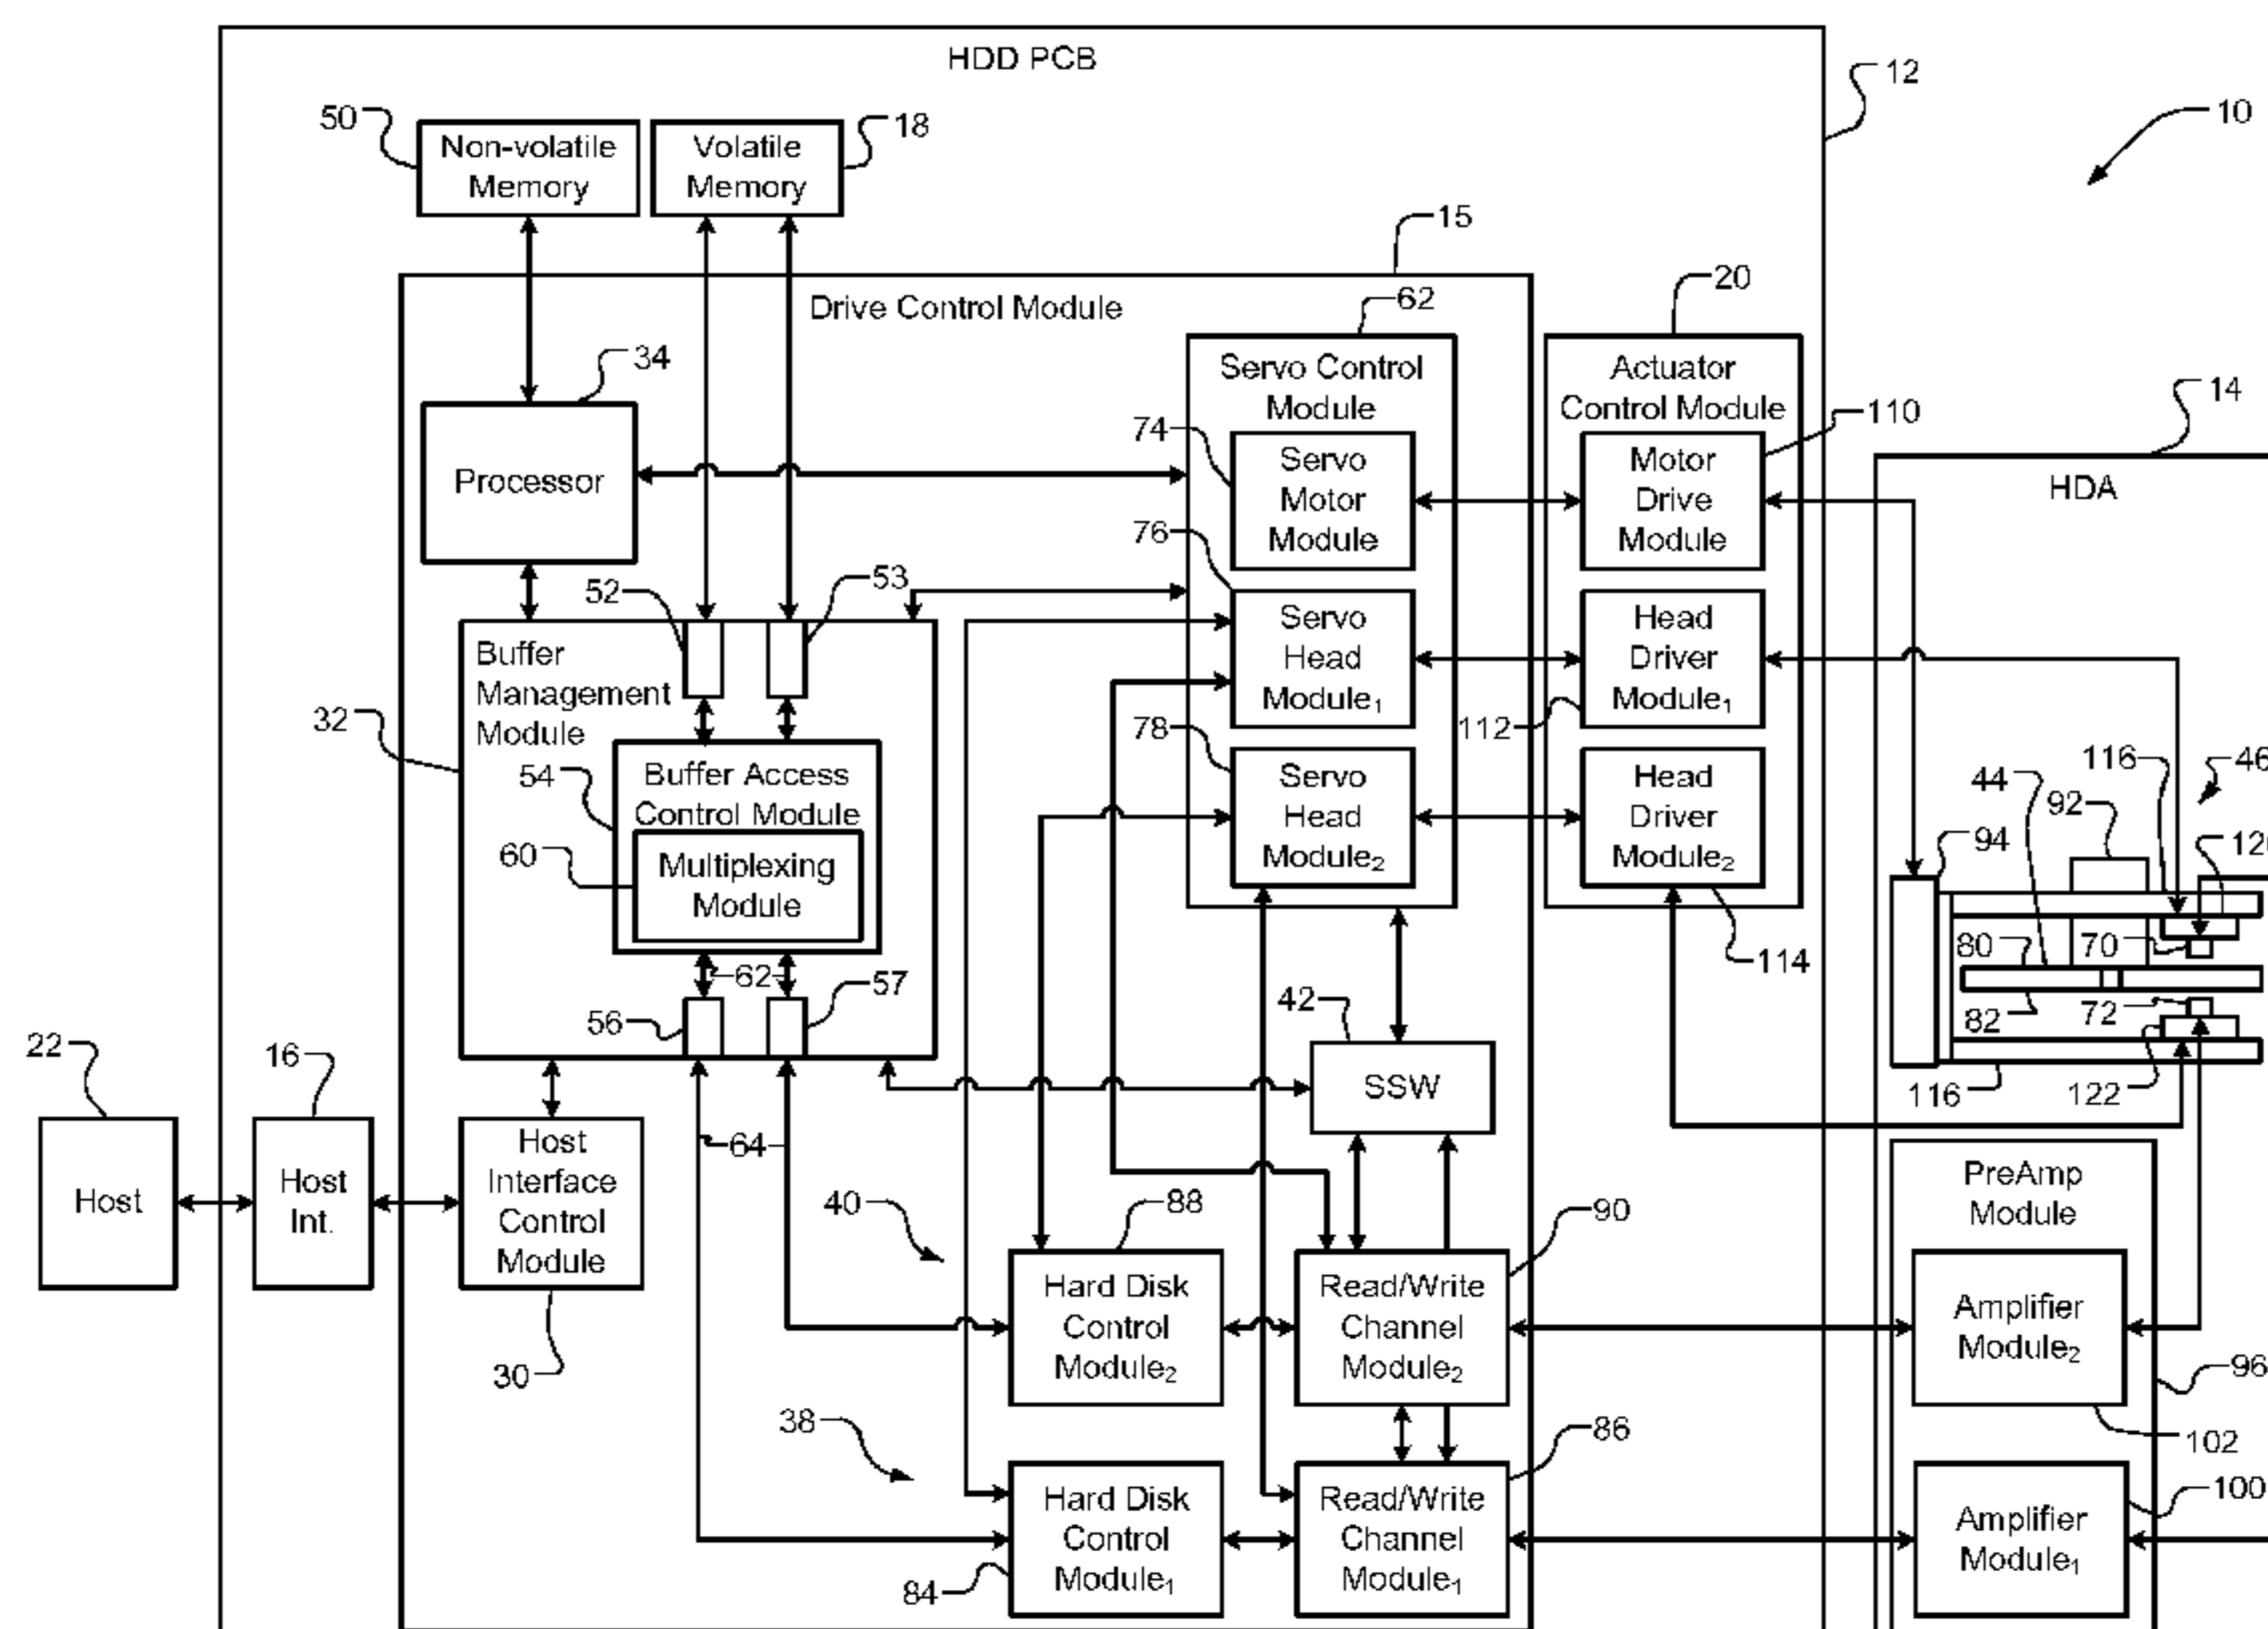 HDD PCB
12
10
50
Non-volatile
Memory
Volatile
Memory
18
15
Drive Control Module
62
20
34
Processor
Servo Control
Module
Actuator
Control Module
110
14
HDA
74
Servo
Motor
Module
Motor
Drive
Module
76
Servo
Head
Module₁
Head
Driver
Module₁
112
78
Servo
Head
Module₂
Head
Driver
Module₂
114
52
53
Buffer
Management
Module
32
54
Buffer Access
Control Module
60
Multiplexing
Module
62
56
57
116
46
44
92
94
80
70
82
72
116
122
42
SSW
22
Host
16
Host
Int.
Host
Interface
Control
Module
30
64
40
88
Hard Disk
Control
Module₂
90
Read/Write
Channel
Module₂
38
84
Hard Disk
Control
Module₁
86
Read/Write
Channel
Module₁
PreAmp
Module
Amplifier
Module₂
96
102
Amplifier
Module₁
100